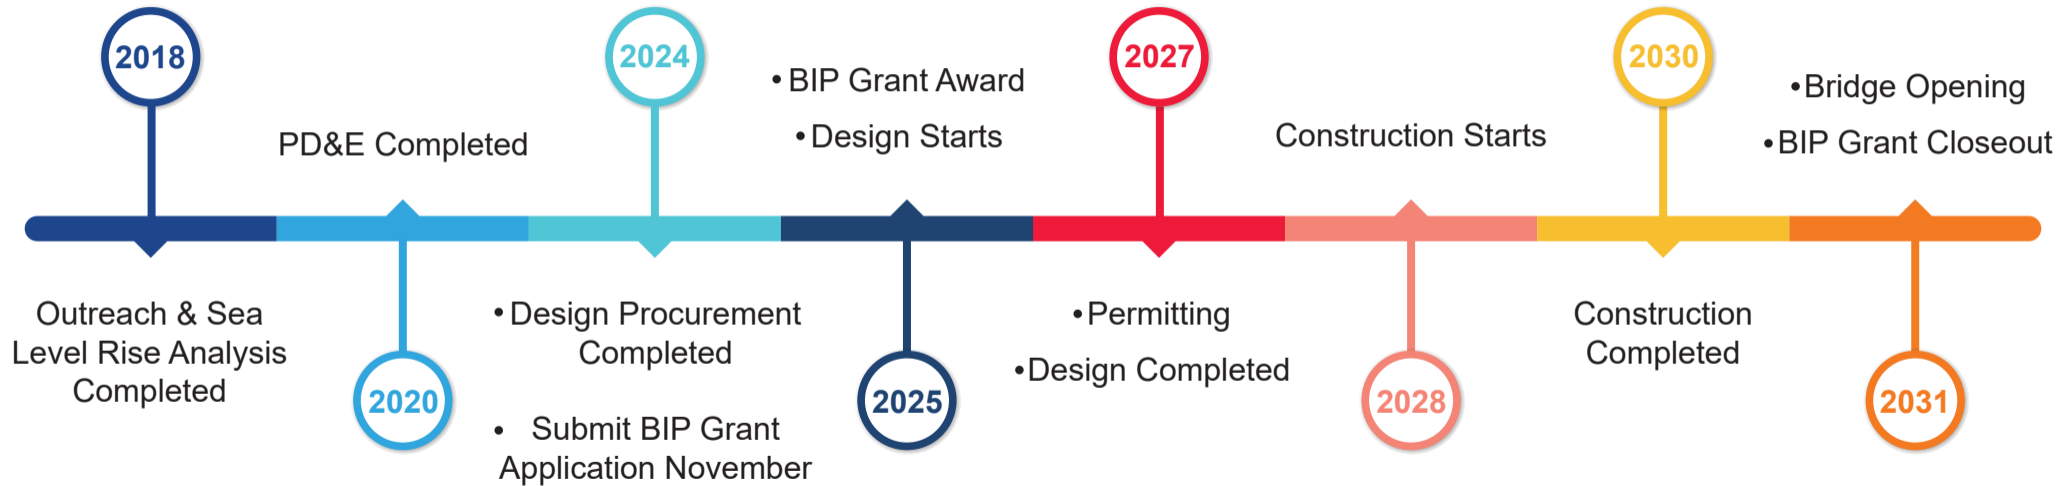 2018
Outreach & Sea
Level Rise Analysis
Completed
PD&E Completed
2020
2024
• Design Procurement
Completed
• Submit BIP Grant
Application November
• BIP Grant Award
• Design Starts
2025
2027
• Permitting
• Design Completed
Construction Starts
2028
2030
Construction
Completed
• Bridge Opening
• BIP Grant Closeout
2031